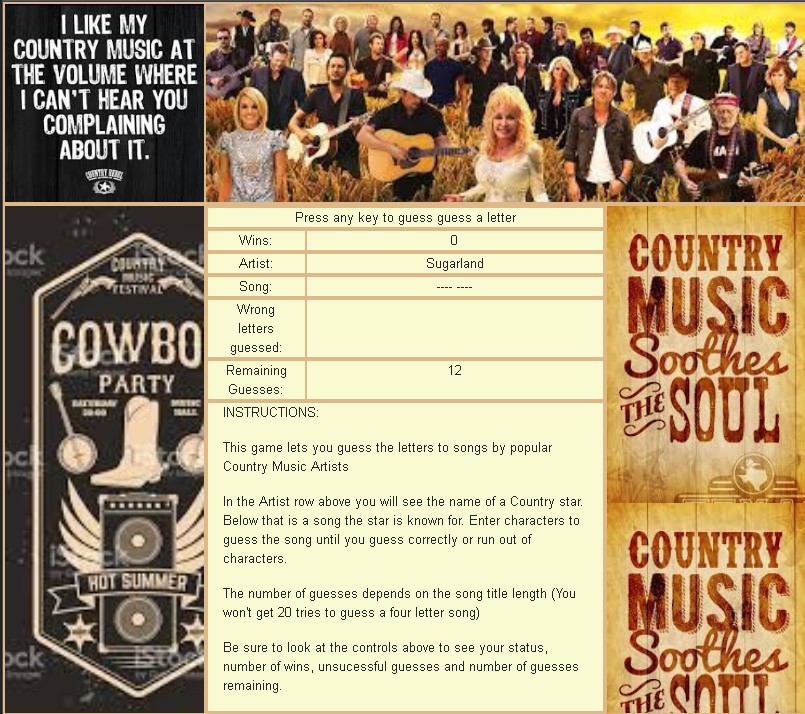 I LIKE MY
COUNTRY MUSIC AT
THE VOLUME WHERE
I CAN'T HEAR YOU
COMPLAINING
ABOUT IT.
COUNTRY REBEL
Press any key to guess guess a letter
Wins:
0
Artist:
Sugarland
Song:
---- ----
Wrong
letters
guessed:
Remaining
Guesses:
12
INSTRUCTIONS:
This game lets you guess the letters to songs by popular
Country Music Artists
In the Artist row above you will see the name of a Country star.
Below that is a song the star is known for. Enter characters to
guess the song until you guess correctly or run out of
characters.
The number of guesses depends on the song title length (You
won't get 20 tries to guess a four letter song)
Be sure to look at the controls above to see your status,
number of wins, unsucessful guesses and number of guesses
remaining.
ock
iStock
COUNTRY
MUSIC
FESTIVAL
COWBO
PARTY
SATURDAY
20:00
MUSIC
HALL
ock
iStock
HOT SUMMER
ock
iStock
COUNTRY
MUSIC
Soothes
THE SOUL
COUNTRY
MUSIC
Soothes
THE SOUL